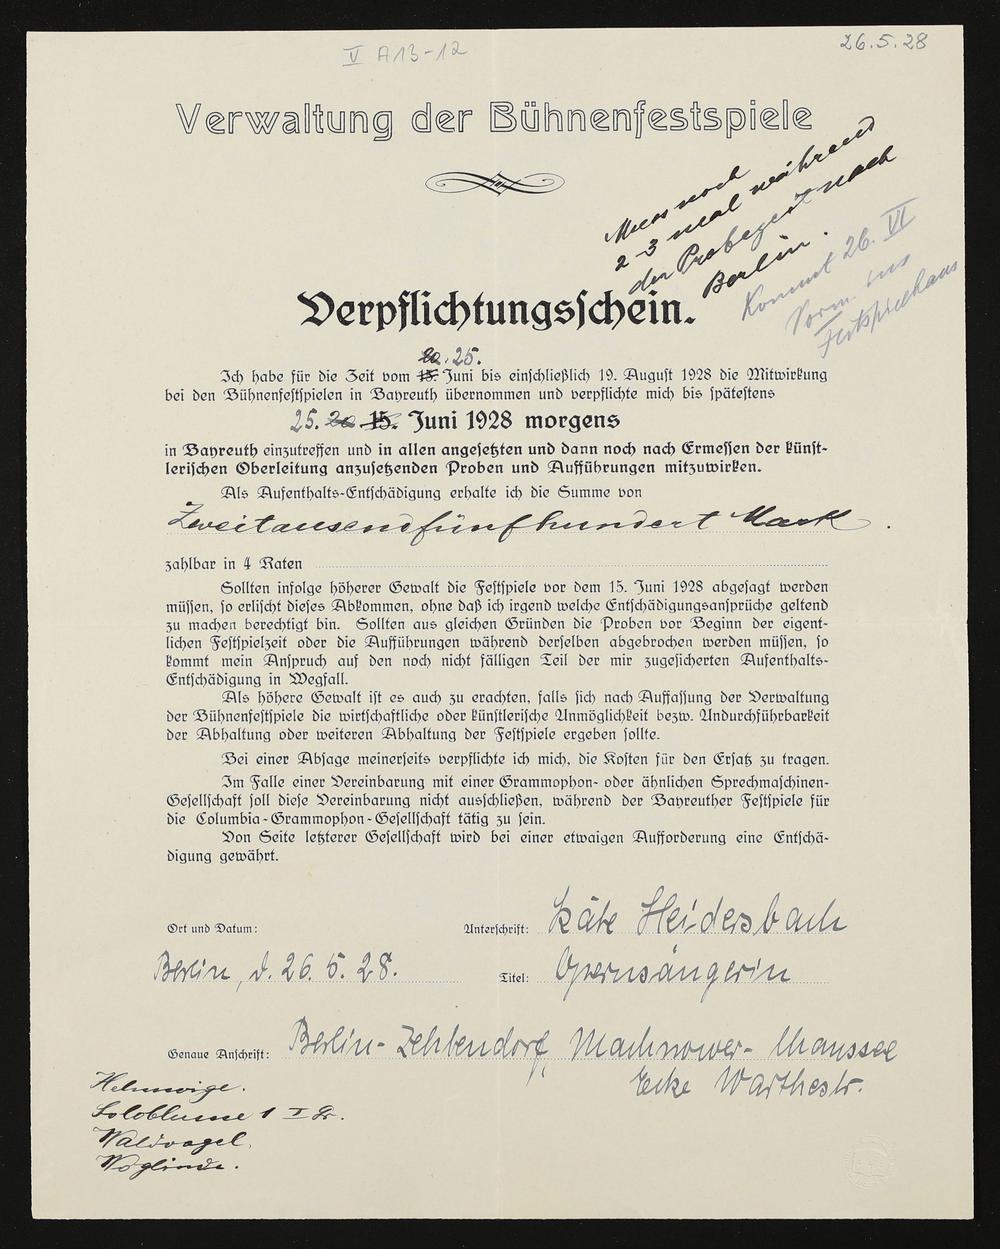 V A13-12
26.5.28
Verwaltung der Bühnenfestspiele
Muss noch
2-3 mal während
der Probezeit nach
Berlin.
Kommt 26. VI
Vorm. ins
Festspielhaus
Verpflichtungsschein.
20. 25.
Ich habe für die Zeit vom 15. Juni bis einschließlich 19. August 1928 die Mitwirkung
bei den Bühnenfestspielen in Bayreuth übernommen und verpflichte mich bis spätestens
25. 20 15. Juni 1928 morgens
in Bayreuth einzutreffen und in allen angesetzten und dann noch nach Ermessen der künst-
lerischen Oberleitung anzusetzenden Proben und Aufführungen mitzuwirken.
Als Aufenthalts-Entschädigung erhalte ich die Summe von
Zweitausendfünfhundert Mark.
zahlbar in 4 Raten
Sollten infolge höherer Gewalt die Festspiele vor dem 15. Juni 1928 abgesagt werden
müssen, so erlischt dieses Abkommen, ohne daß ich irgend welche Entschädigungsansprüche geltend
zu machen berechtigt bin. Sollten aus gleichen Gründen die Proben vor Beginn der eigent-
lichen Festspielzeit oder die Aufführungen während derselben abgebrochen werden müssen, so
kommt mein Anspruch auf den noch nicht fälligen Teil der mir zugesicherten Aufenthalts-
Entschädigung in Wegfall.
Als höhere Gewalt ist es auch zu erachten, falls sich nach Auffassung der Verwaltung
der Bühnenfestspiele die wirtschaftliche oder künstlerische Unmöglichkeit bezw. Undurchführbarkeit
der Abhaltung oder weiteren Abhaltung der Festspiele ergeben sollte.
Bei einer Absage meinerseits verpflichte ich mich, die Kosten für den Ersatz zu tragen.
Im Falle einer Vereinbarung mit einer Grammophon- oder ähnlichen Sprechmaschinen-
Gesellschaft soll diese Vereinbarung nicht ausschließen, während der Bayreuther Festspiele für
die Columbia-Grammophon-Gesellschaft tätig zu sein.
Von Seite letzterer Gesellschaft wird bei einer etwaigen Aufforderung eine Entschä-
digung gewährt.
Ort und Datum:
Unterschrift: Käte Heidersbach
Berlin, d. 26. 5. 28.
Titel: Opernsängerin
Genaue Anschrift: Berlin-Zehlendorf, Machnower-Chaussee
Ecke Warthestr.
Helmwige.
Soloblume 1 I Gr.
Waldvogel.
Woglinde.